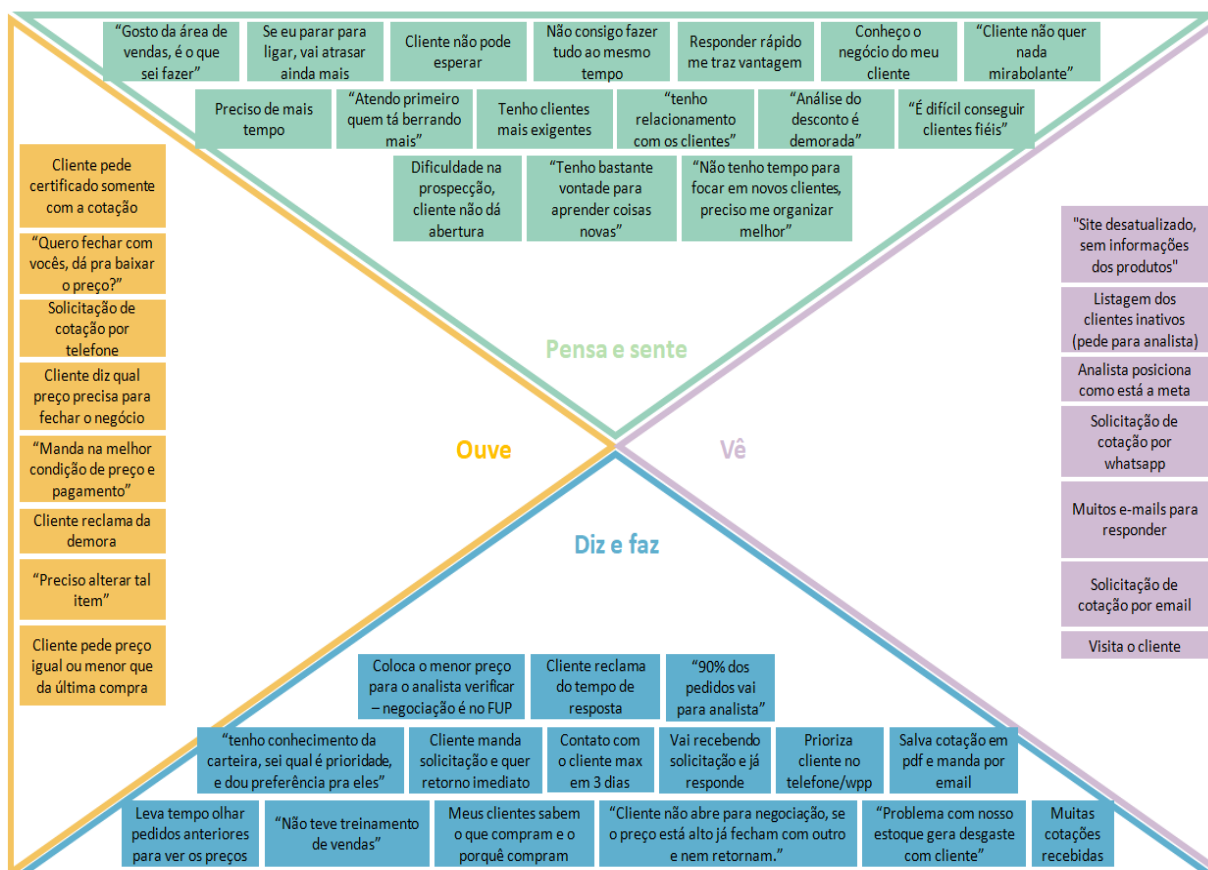 “Gosto da área de
vendas, é o que
sei fazer”
Se eu parar para
ligar, vai atrasar
ainda mais
Cliente não pode
esperar
Não consigo fazer
tudo ao mesmo
tempo
Responder rápido
me traz vantagem
Conheço o
negócio do meu
cliente
“Cliente não quer
nada
mirabolante”
Preciso de mais
tempo
“Atendo primeiro
quem tá berrando
mais”
Tenho clientes
mais exigentes
“tenho
relacionamento
com os clientes”
“Análise do
desconto é
demorada”
“É difícil conseguir
clientes fiéis”
Dificuldade na
prospecção,
cliente não dá
abertura
“Tenho bastante
vontade para
aprender coisas
novas”
“Não tenho tempo para
focar em novos clientes,
preciso me organizar
melhor”
Pensa e sente
Cliente pede
certificado somente
com a cotação
“Quero fechar com
vocês, dá pra baixar
o preço?”
Solicitação de
cotação por
telefone
Cliente diz qual
preço precisa para
fechar o negócio
“Manda na melhor
condição de preço e
pagamento”
Cliente reclama da
demora
“Preciso alterar tal
item”
Cliente pede preço
igual ou menor que
da última compra
Ouve
Vê
"Site desatualizado,
sem informações
dos produtos"
Listagem dos
clientes inativos
(pede para analista)
Analista posiciona
como está a meta
Solicitação de
cotação por
whatsapp
Muitos e-mails para
responder
Solicitação de
cotação por email
Visita o cliente
Diz e faz
Coloca o menor preço
para o analista verificar
– negociação é no FUP
Cliente reclama
do tempo de
resposta
“90% dos
pedidos vai
para analista”
“tenho conhecimento da
carteira, sei qual é prioridade,
e dou preferência pra eles”
Cliente manda
solicitação e quer
retorno imediato
Contato com
o cliente max
em 3 dias
Vai recebendo
solicitação e já
responde
Prioriza
cliente no
telefone/wpp
Salva cotação em
pdf e manda por
email
Leva tempo olhar
pedidos anteriores
para ver os preços
“Não teve treinamento
de vendas”
Meus clientes sabem
o que compram e o
porquê compram
“Cliente não abre para negociação, se
o preço está alto já fecham com outro
e nem retornam.”
“Problema com nosso
estoque gera desgaste
com cliente”
Muitas
cotações
recebidas